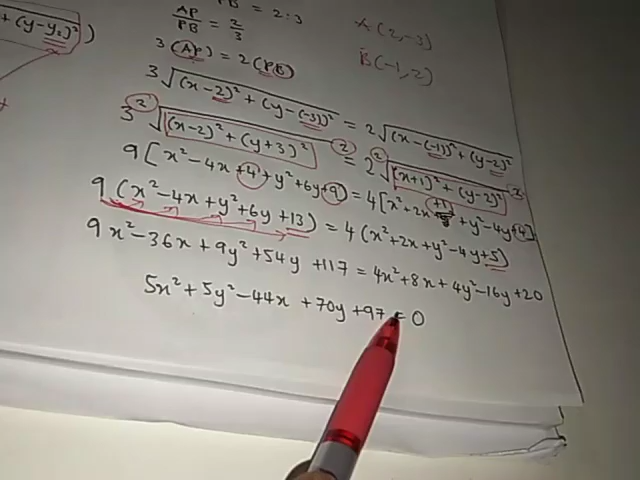 PB = 2:3
+(y-y₂)²)
AP/PB = 2/3
A(2,-3)
3(AP) = 2(PB)
B(-1,2)
3√(x-2)²+(y-(-3))² = 2√(x-(-1))²+(y-2)²
3²√(x-2)²+(y+3)² ² = 2²√(x+1)²+(y-2)² ²
9[x²-4x+4+y²+6y+9] = 4[x²+2x+1+y²-4y+4]
9(x²-4x+y²+6y+13) = 4(x²+2x+y²-4y+5)
9x²-36x+9y²+54y+117 = 4x²+8x+4y²-16y+20
5x²+5y²-44x+70y+97=0